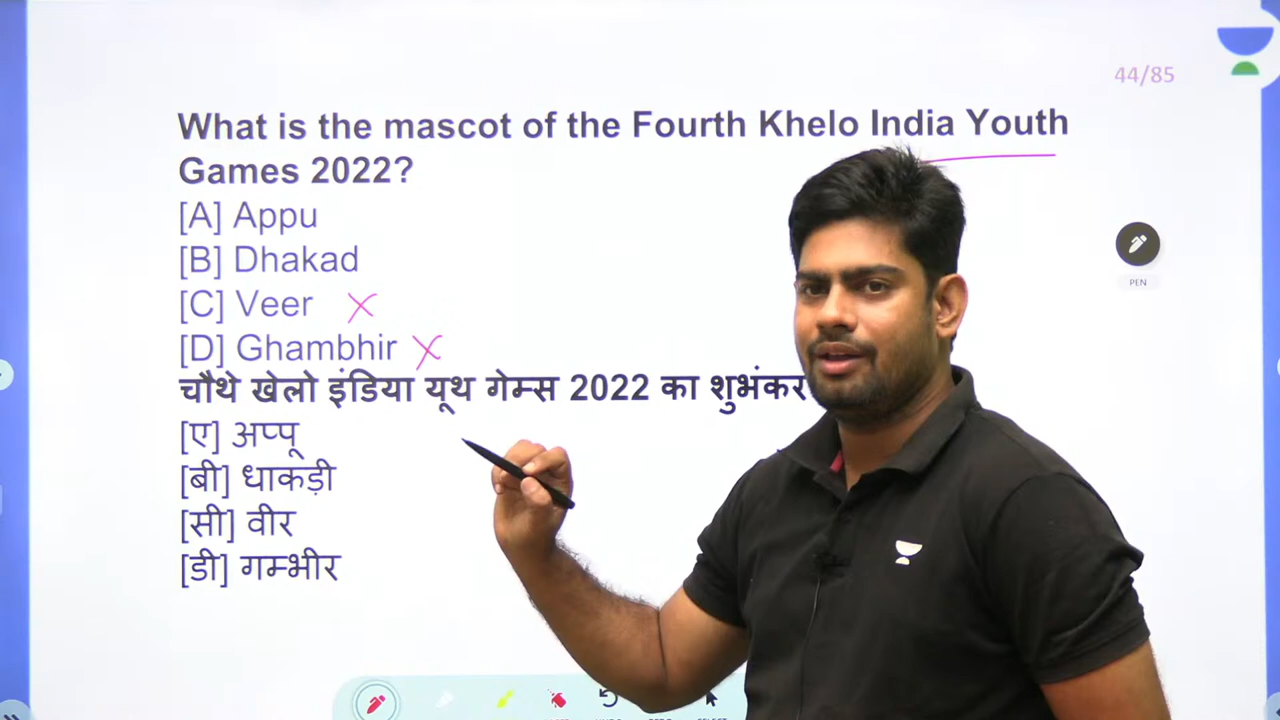 44/85
What is the mascot of the Fourth Khelo India Youth
Games 2022?
[A] Appu
[B] Dhakad
[C] Veer
[D] Ghambhir
चौथे खेलो इंडिया यूथ गेम्स 2022 का शुभंकर
[ए] अप्पू
[बी] धाकड़ी
[सी] वीर
[डी] गम्भीर
PEN